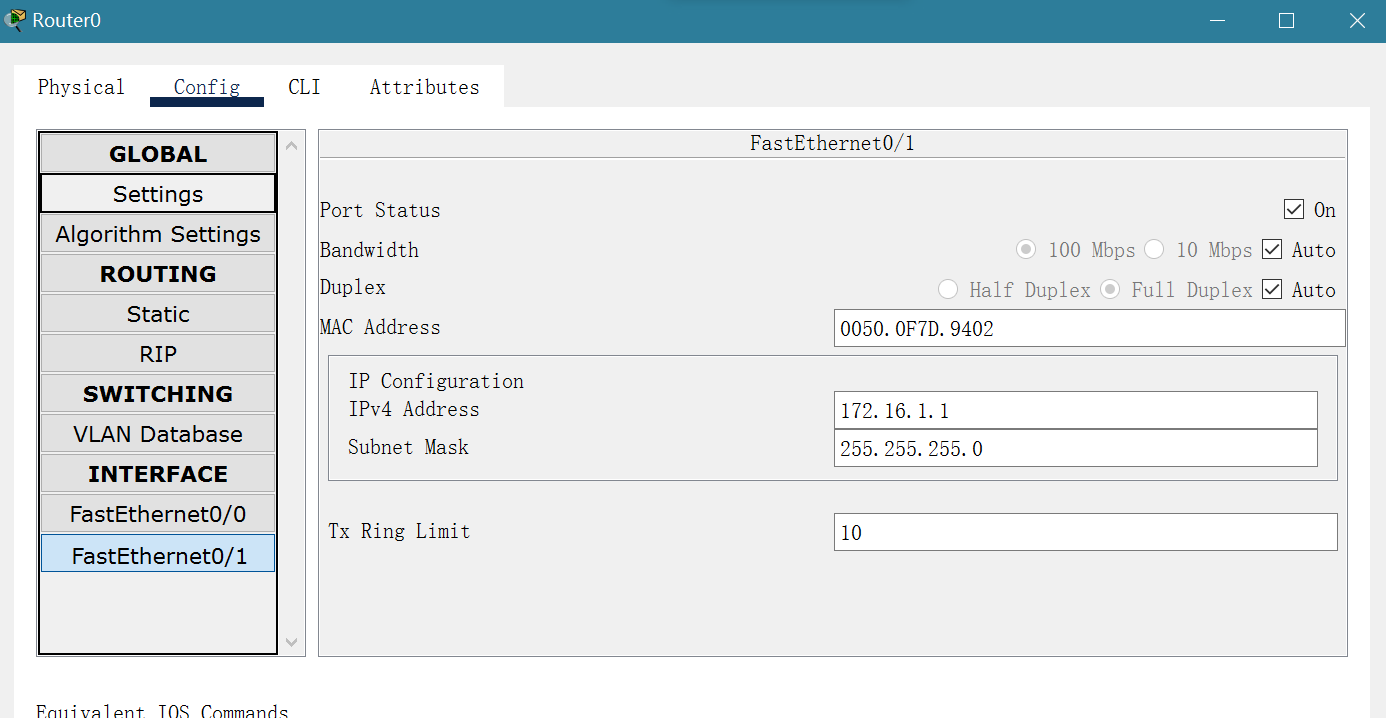 Router0
Physical Config CLI Attributes
GLOBAL
Settings
Algorithm Settings
ROUTING
Static
RIP
SWITCHING
VLAN Database
INTERFACE
FastEthernet0/0
FastEthernet0/1
FastEthernet0/1
Port Status On
Bandwidth 100 Mbps 10 Mbps Auto
Duplex Half Duplex Full Duplex Auto
MAC Address 0050.0F7D.9402
IP Configuration
IPv4 Address 172.16.1.1
Subnet Mask 255.255.255.0
Tx Ring Limit 10
Equivalent IOS Commands